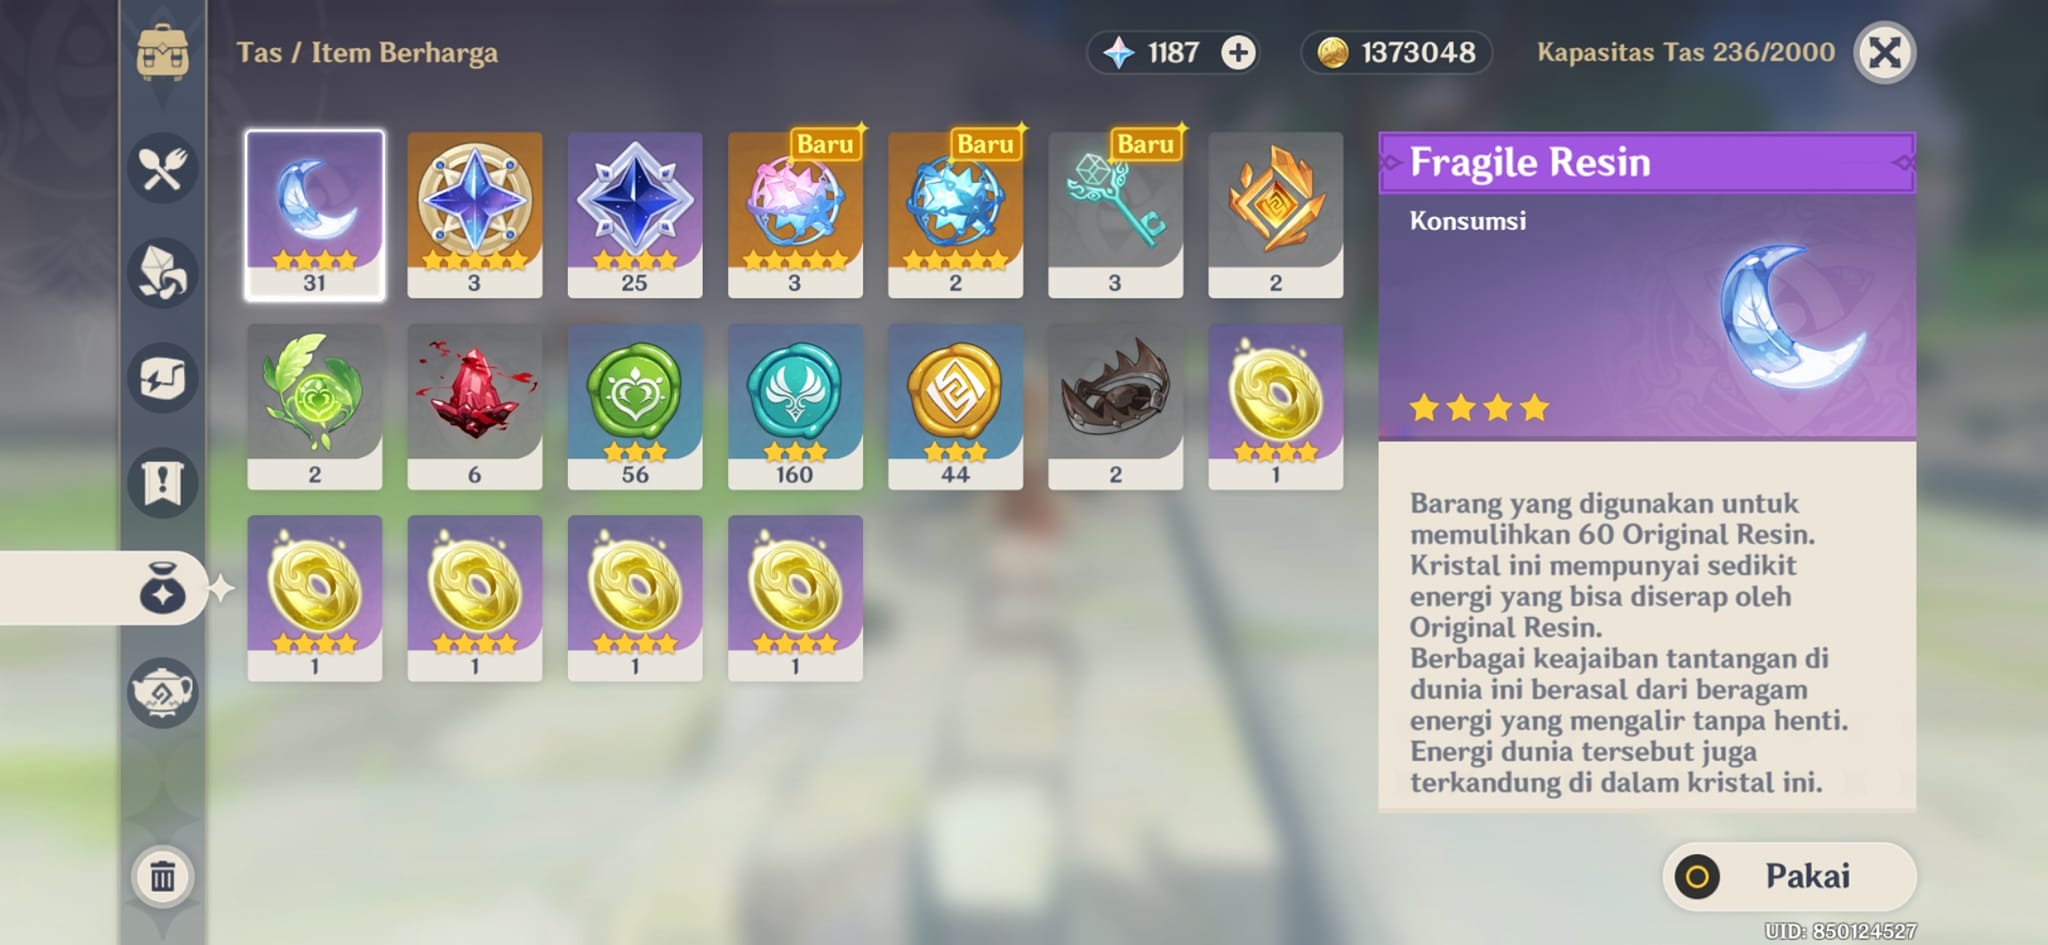 Tas / Item Berharga
1187
1373048
Kapasitas Tas 236/2000
31
3
25
Baru
3
Baru
2
Baru
3
2
2
6
56
160
44
2
1
1
1
1
1
Fragile Resin
Konsumsi
Barang yang digunakan untuk
memulihkan 60 Original Resin.
Kristal ini mempunyai sedikit
energi yang bisa diserap oleh
Original Resin.
Berbagai keajaiban tantangan di
dunia ini berasal dari beragam
energi yang mengalir tanpa henti.
Energi dunia tersebut juga
terkandung di dalam kristal ini.
Pakai
UID: 850124527